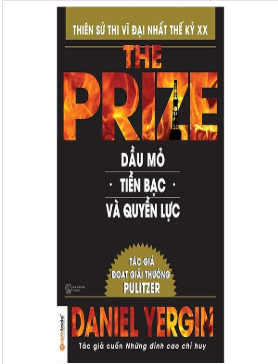 THIÊN SỬ THI VĨ ĐẠI NHẤT THẾ KỶ XX
THE
PRIZE
DẦU MỎ
· TIỀN BẠC ·
VÀ QUYỀN LỰC
TÁC GIẢ
ĐOẠT GIẢI THƯỞNG
PULITZER
DANIEL YERGIN
Tác giả cuốn Những đỉnh cao chỉ huy